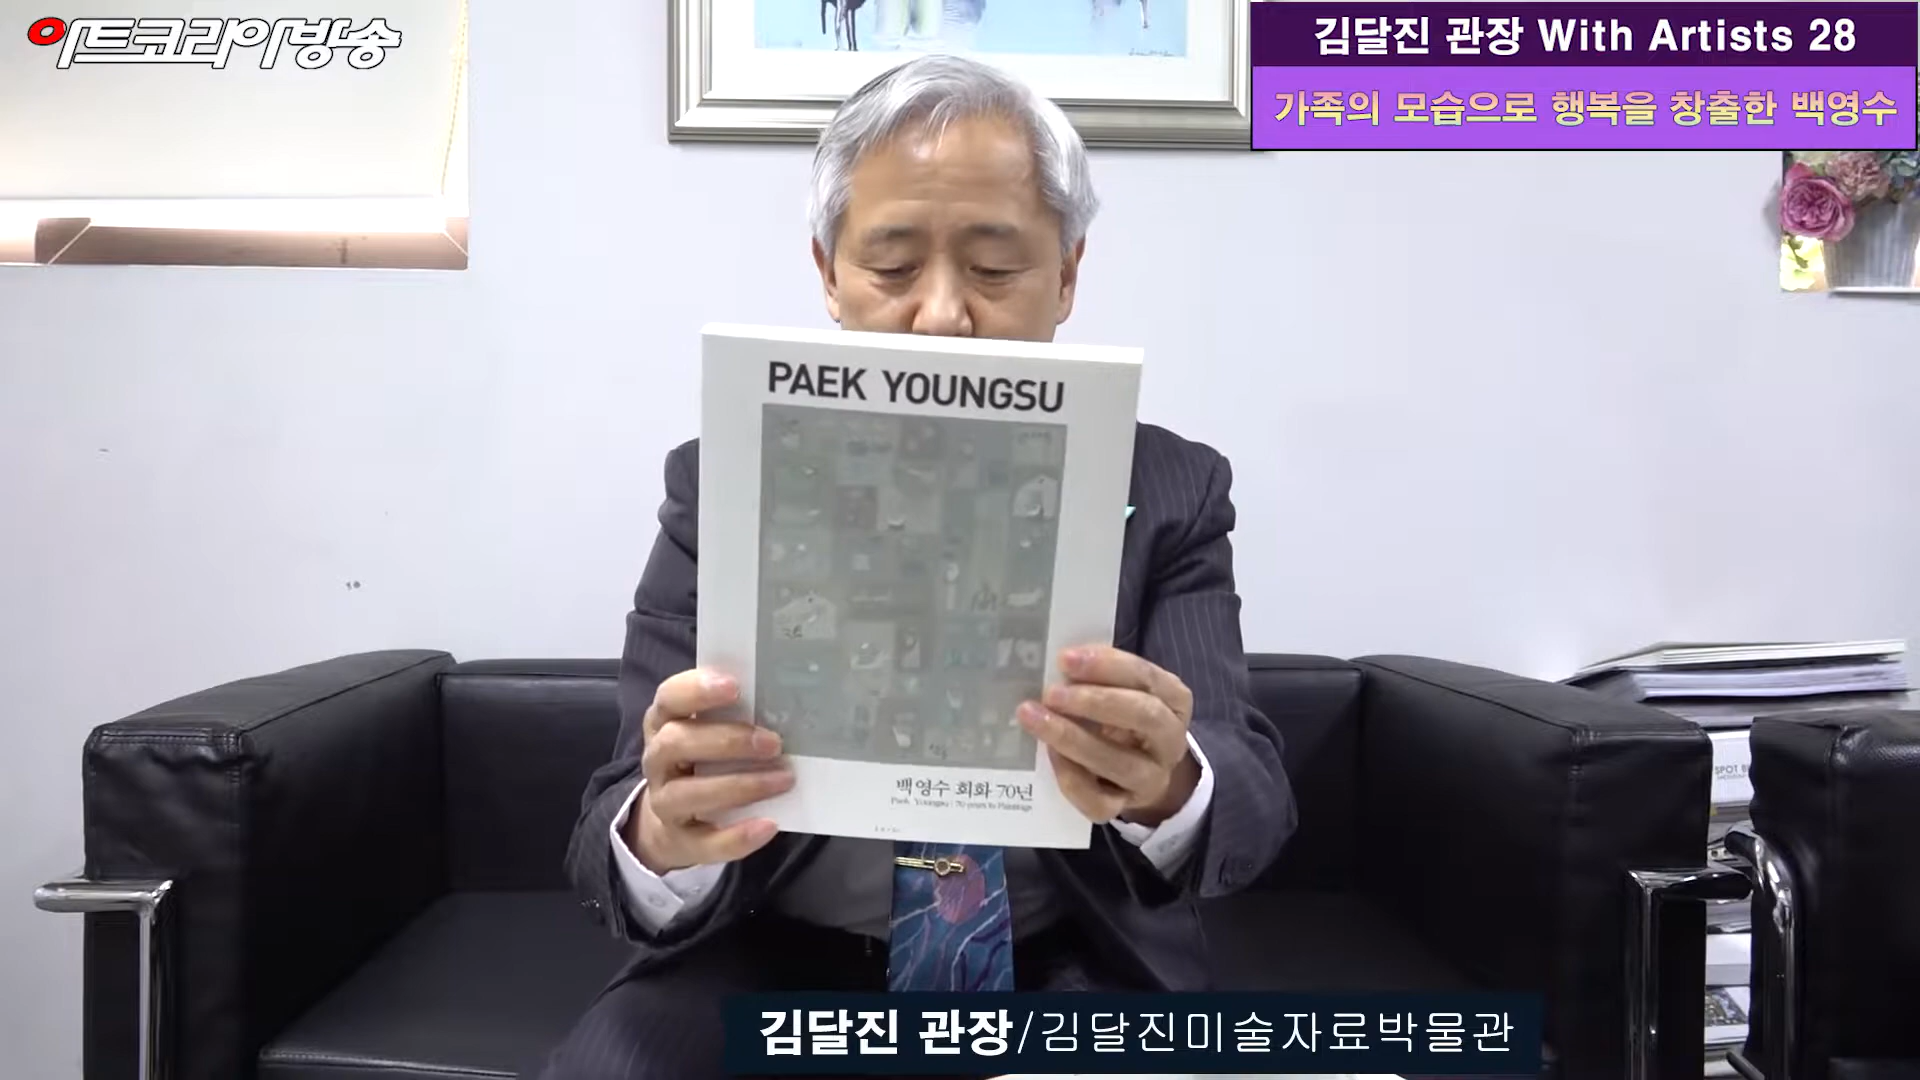 아트코리아방송
김달진 관장 With Artists 28
가족의 모습으로 행복을 창출한 백영수
PAEK YOUNGSU
백영수 회화 70년
Paek Youngsu : 70 years in Paintings
SPOT
김달진 관장/김달진미술자료박물관